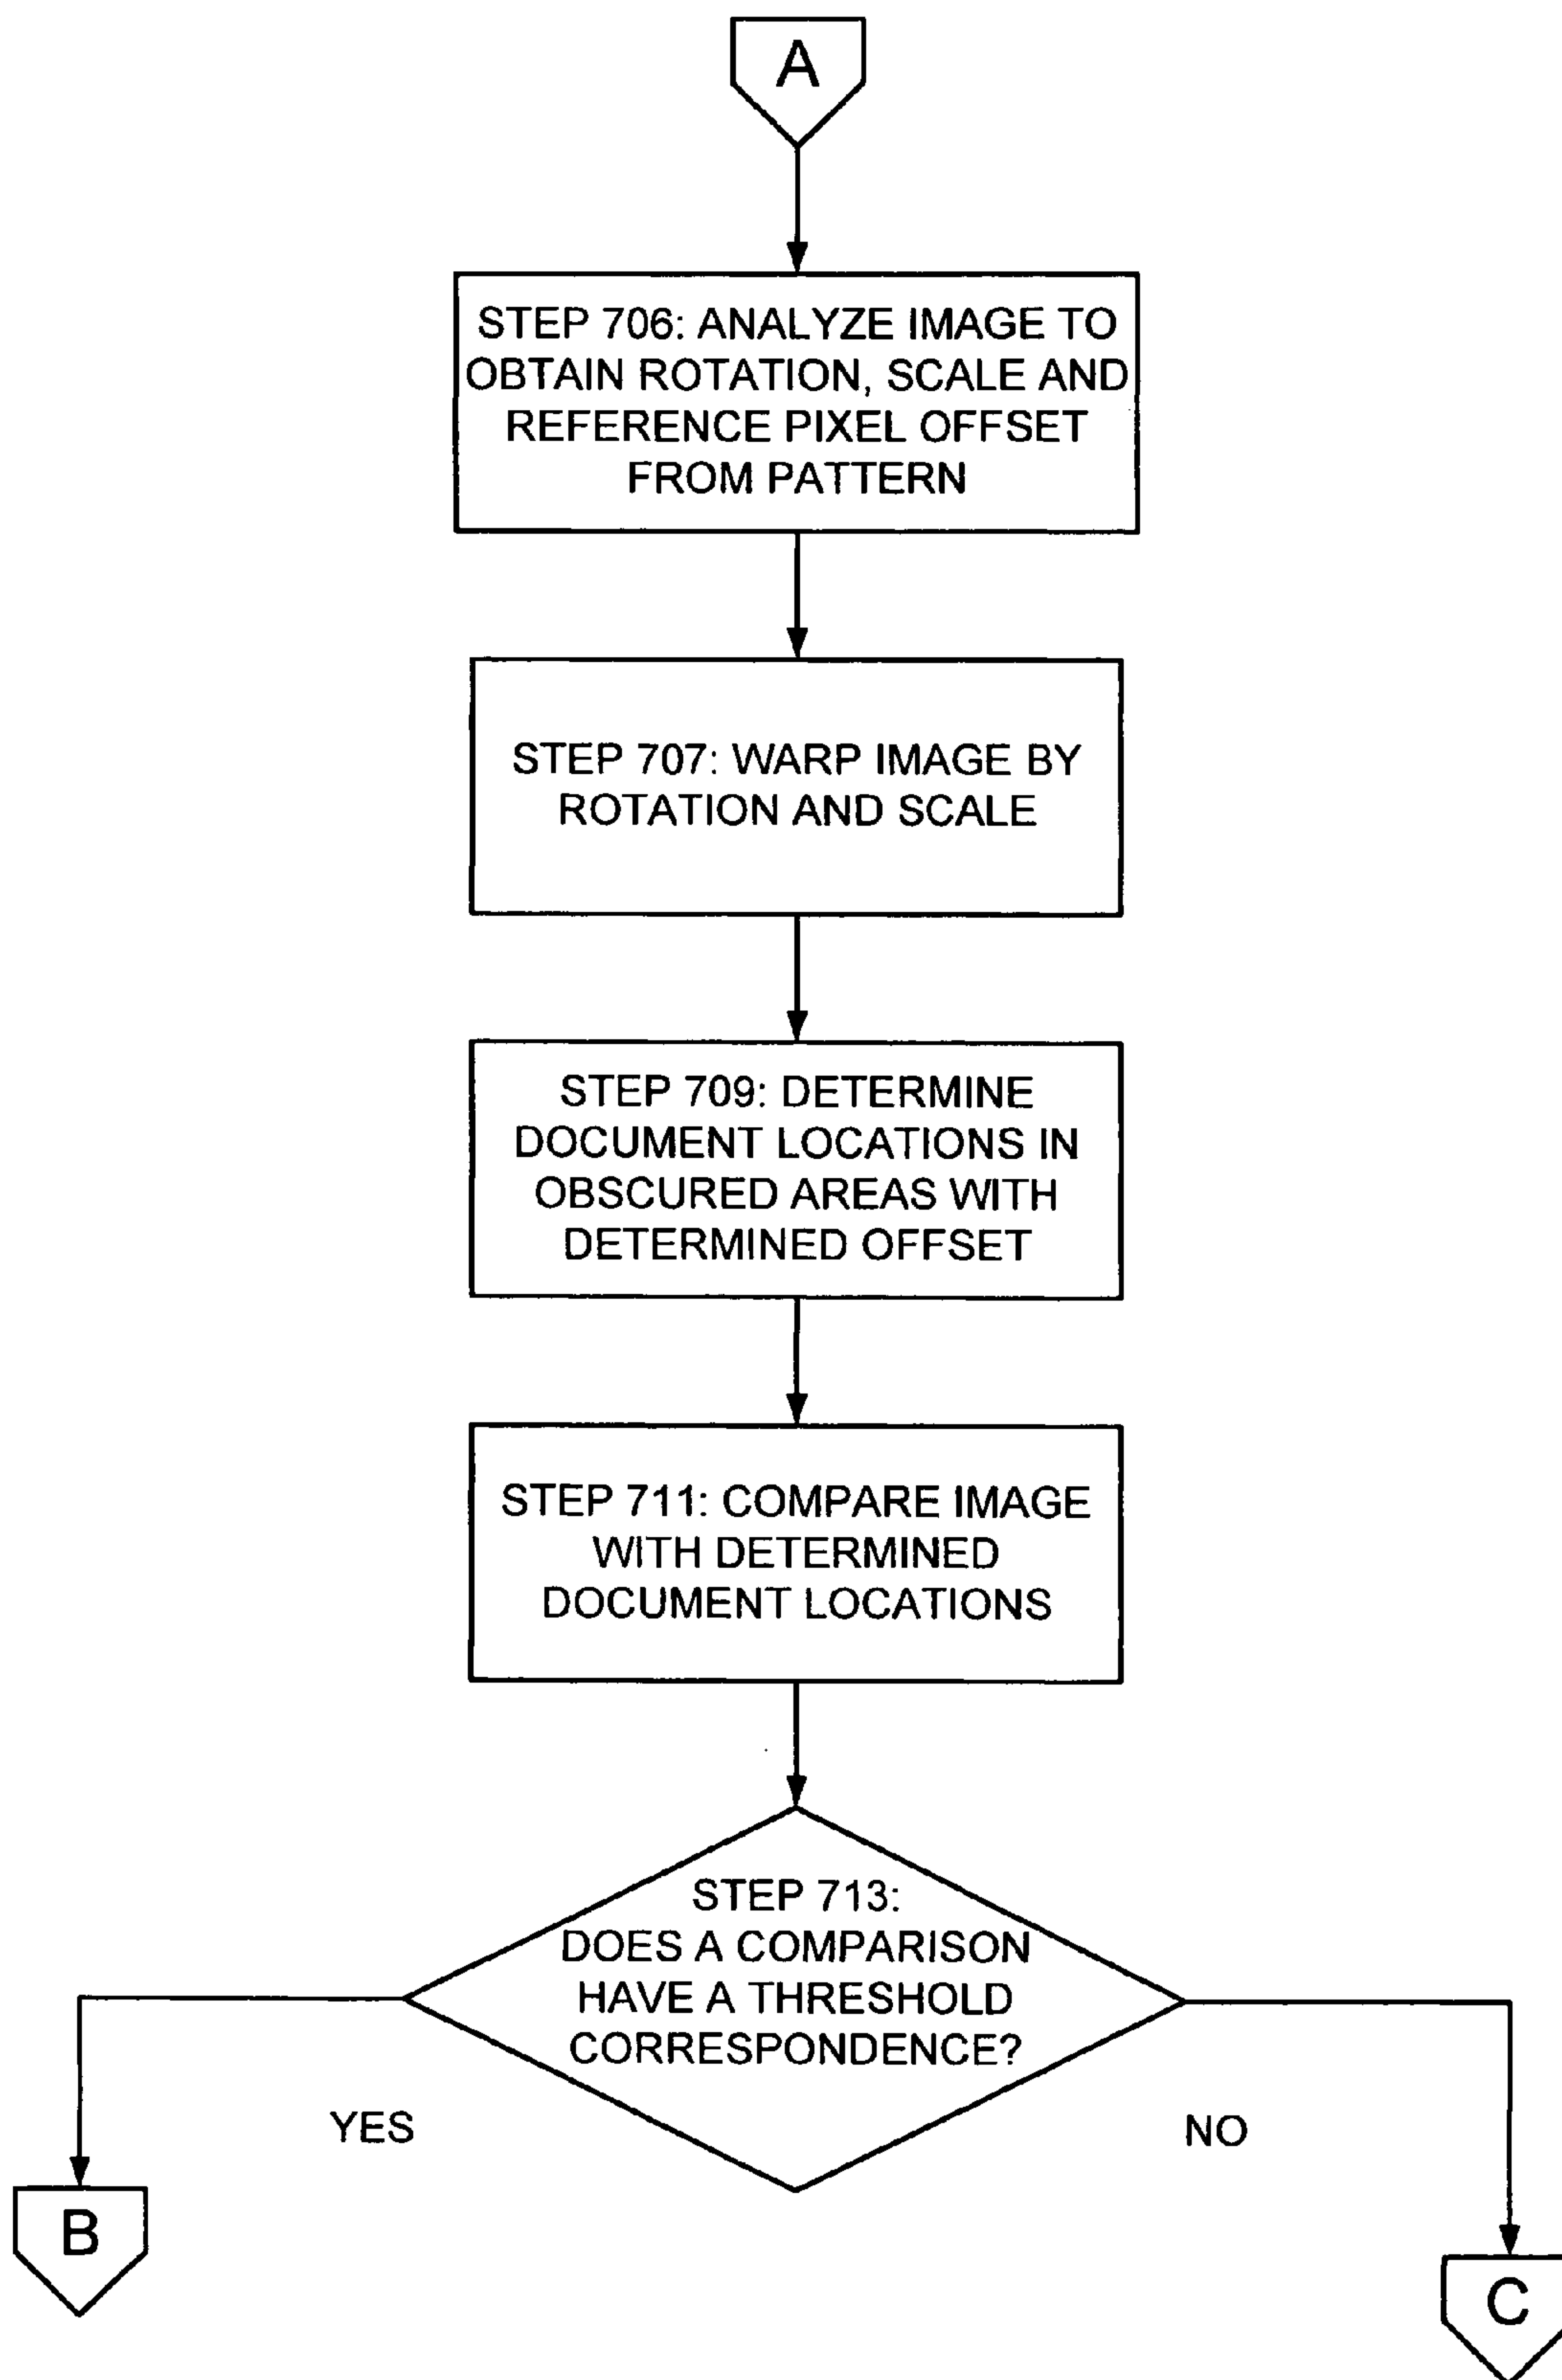 A
STEP 706: ANALYZE IMAGE TO
OBTAIN ROTATION, SCALE AND
REFERENCE PIXEL OFFSET
FROM PATTERN
STEP 707: WARP IMAGE BY
ROTATION AND SCALE
STEP 709: DETERMINE
DOCUMENT LOCATIONS IN
OBSCURED AREAS WITH
DETERMINED OFFSET
STEP 711: COMPARE IMAGE
WITH DETERMINED
DOCUMENT LOCATIONS
STEP 713:
DOES A COMPARISON
HAVE A THRESHOLD
CORRESPONDENCE?
YES
NO
B
C